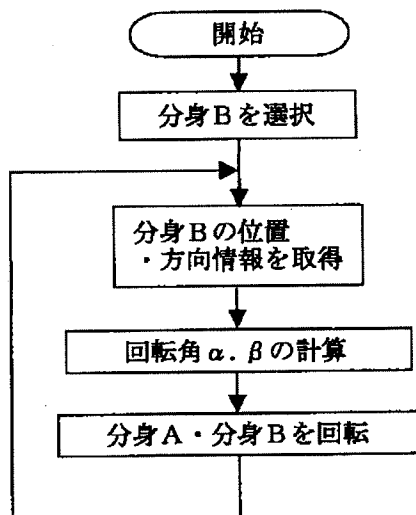 開始
分身Bを選択
分身Bの位置
・方向情報を取得
回転角α．βの計算
分身A・分身Bを回転